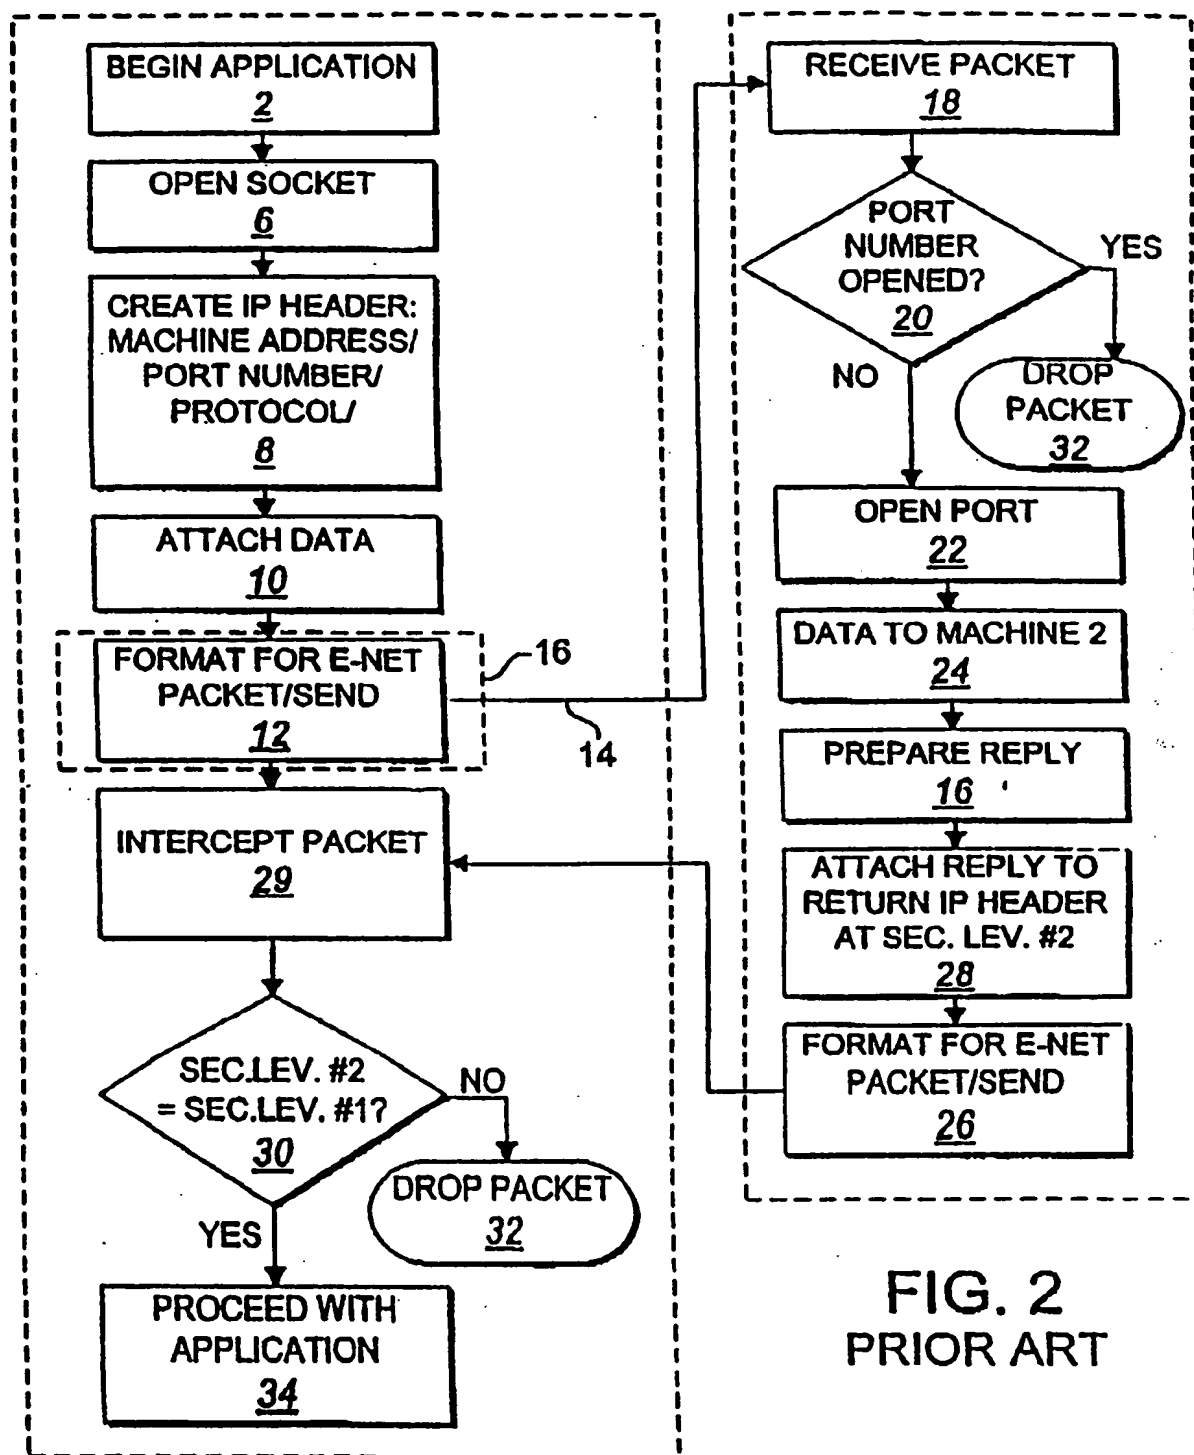 BEGIN APPLICATION
2
OPEN SOCKET
6
CREATE IP HEADER:
MACHINE ADDRESS/
PORT NUMBER/
PROTOCOL/
8
ATTACH DATA
10
FORMAT FOR E-NET
PACKET/SEND
12
16
14
INTERCEPT PACKET
29
SEC.LEV. #2
= SEC.LEV. #1?
30
NO
DROP PACKET
32
YES
PROCEED WITH
APPLICATION
34
RECEIVE PACKET
18
PORT
NUMBER
OPENED?
20
YES
DROP
PACKET
32
NO
OPEN PORT
22
DATA TO MACHINE 2
24
PREPARE REPLY
16
ATTACH REPLY TO
RETURN IP HEADER
AT SEC. LEV. #2
28
FORMAT FOR E-NET
PACKET/SEND
26
FIG. 2
PRIOR ART